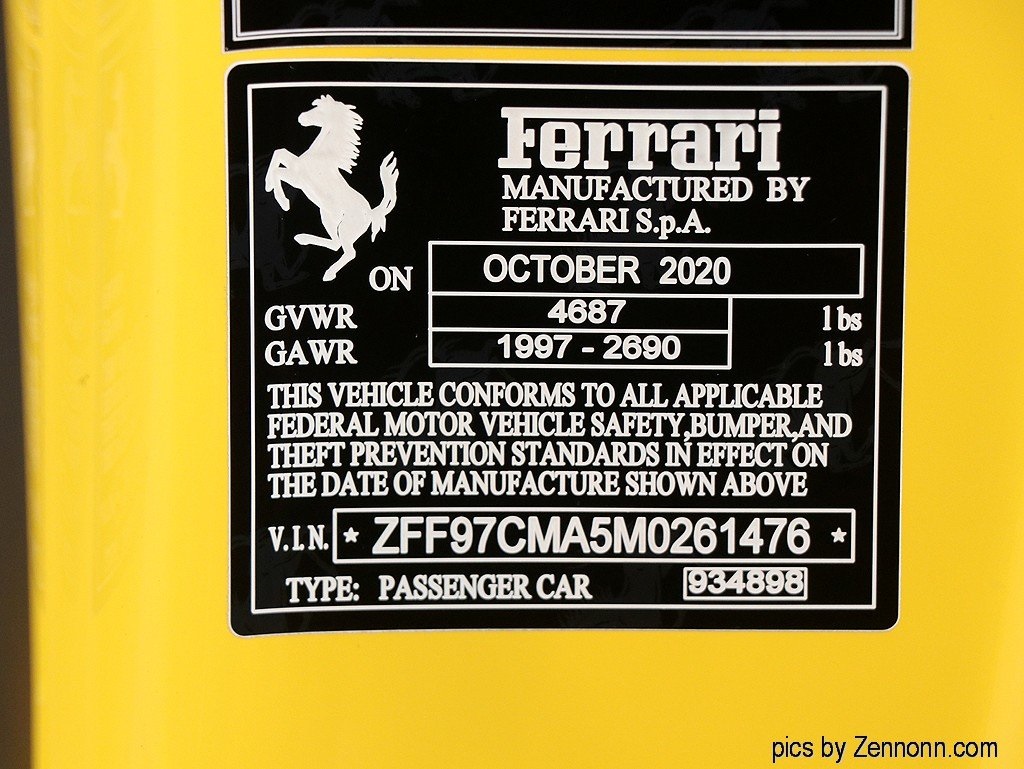 Ferrari
MANUFACTURED BY
FERRARI S.p.A.
ON OCTOBER 2020
GVWR 4687 lbs
GAWR 1997 - 2690 lbs
THIS VEHICLE CONFORMS TO ALL APPLICABLE
FEDERAL MOTOR VEHICLE SAFETY,BUMPER,AND
THEFT PREVENTION STANDARDS IN EFFECT ON
THE DATE OF MANUFACTURE SHOWN ABOVE
V.I.N. * ZFF97CMA5M0261476 *
TYPE: PASSENGER CAR 934898
pics by Zennonn.com